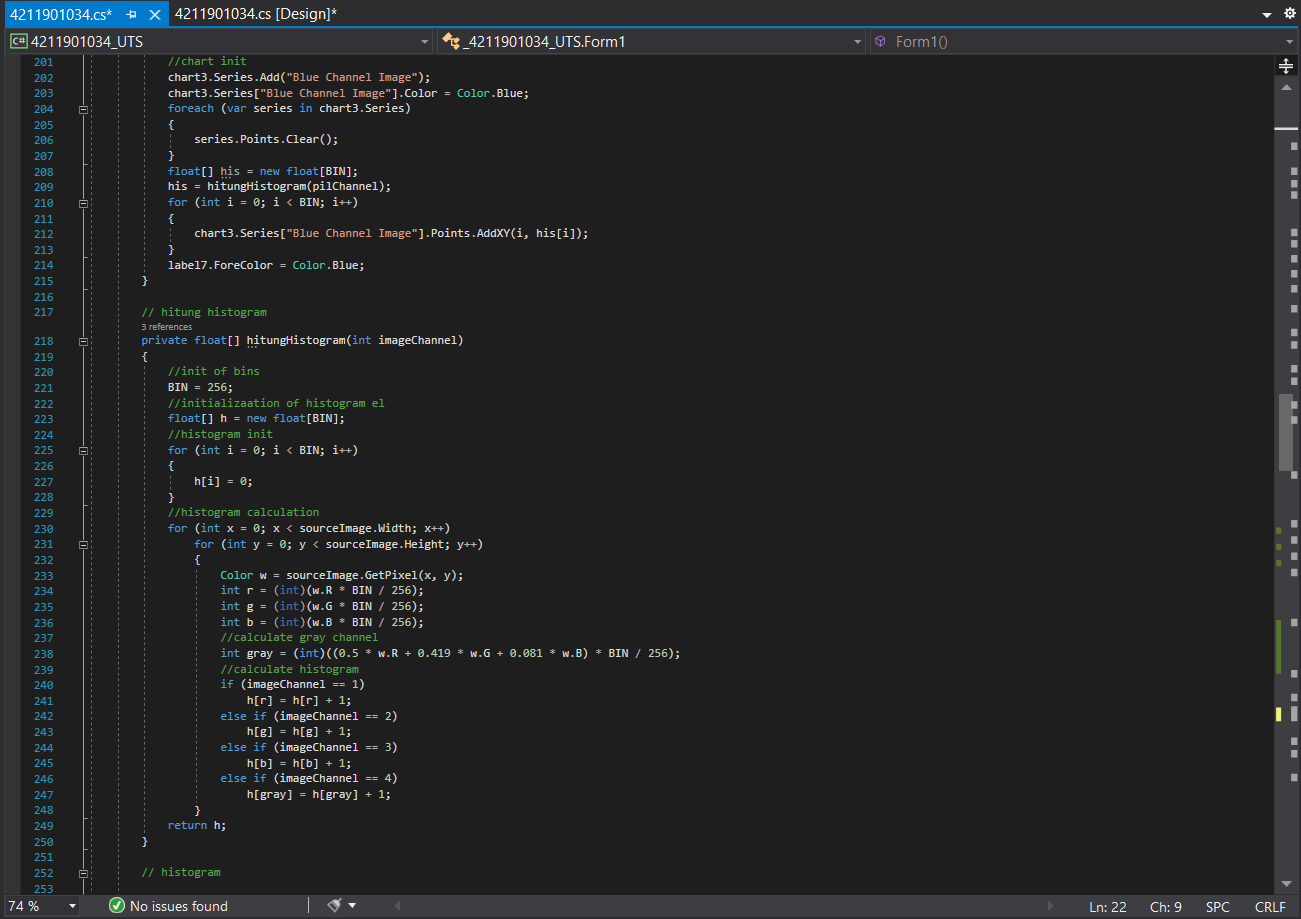 4211901034.cs* 4211901034.cs [Design]*
C# 4211901034_UTS _4211901034_UTS.Form1 Form1()
201 //chart init
202 chart3.Series.Add("Blue Channel Image");
203 chart3.Series["Blue Channel Image"].Color = Color.Blue;
204 foreach (var series in chart3.Series)
205 {
206 series.Points.Clear();
207 }
208 float[] his = new float[BIN];
209 his = hitungHistogram(pilChannel);
210 for (int i = 0; i < BIN; i++)
211 {
212 chart3.Series["Blue Channel Image"].Points.AddXY(i, his[i]);
213 }
214 label7.ForeColor = Color.Blue;
215 }
216
217 // hitung histogram
3 references
218 private float[] hitungHistogram(int imageChannel)
219 {
220 //init of bins
221 BIN = 256;
222 //initializaation of histogram el
223 float[] h = new float[BIN];
224 //histogram init
225 for (int i = 0; i < BIN; i++)
226 {
227 h[i] = 0;
228 }
229 //histogram calculation
230 for (int x = 0; x < sourceImage.Width; x++)
231 for (int y = 0; y < sourceImage.Height; y++)
232 {
233 Color w = sourceImage.GetPixel(x, y);
234 int r = (int)(w.R * BIN / 256);
235 int g = (int)(w.G * BIN / 256);
236 int b = (int)(w.B * BIN / 256);
237 //calculate gray channel
238 int gray = (int)((0.5 * w.R + 0.419 * w.G + 0.081 * w.B) * BIN / 256);
239 //calculate histogram
240 if (imageChannel == 1)
241 h[r] = h[r] + 1;
242 else if (imageChannel == 2)
243 h[g] = h[g] + 1;
244 else if (imageChannel == 3)
245 h[b] = h[b] + 1;
246 else if (imageChannel == 4)
247 h[gray] = h[gray] + 1;
248 }
249 return h;
250 }
251
252 // histogram
253
74 % No issues found Ln: 22 Ch: 9 SPC CRLF